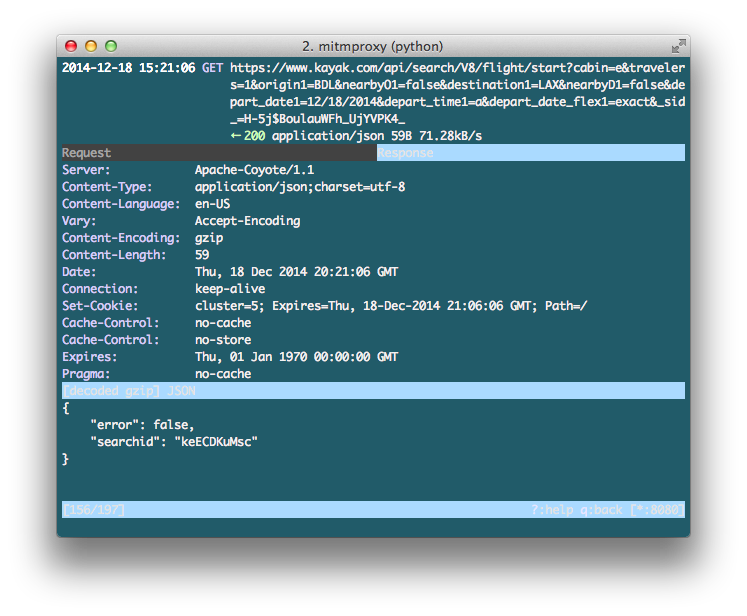 2. mitmproxy (python)
2014-12-18 15:21:06 GET https://www.kayak.com/api/search/V8/flight/start?cabin=e&traveler
s=1&origin1=BDL&nearbyO1=false&destination1=LAX&nearbyD1=false&de
part_date1=12/18/2014&depart_time1=a&depart_date_flex1=exact&_sid
_=H-5j$BoulauWFh_UjYVPK4_
←200 application/json 59B 71.28kB/s
Request Response
Server: Apache-Coyote/1.1
Content-Type: application/json;charset=utf-8
Content-Language: en-US
Vary: Accept-Encoding
Content-Encoding: gzip
Content-Length: 59
Date: Thu, 18 Dec 2014 20:21:06 GMT
Connection: keep-alive
Set-Cookie: cluster=5; Expires=Thu, 18-Dec-2014 21:06:06 GMT; Path=/
Cache-Control: no-cache
Cache-Control: no-store
Expires: Thu, 01 Jan 1970 00:00:00 GMT
Pragma: no-cache
[decoded gzip] JSON
{
    "error": false,
    "searchid": "keECDKuMsc"
}
[156/197] ?:help q:back [*:8080]